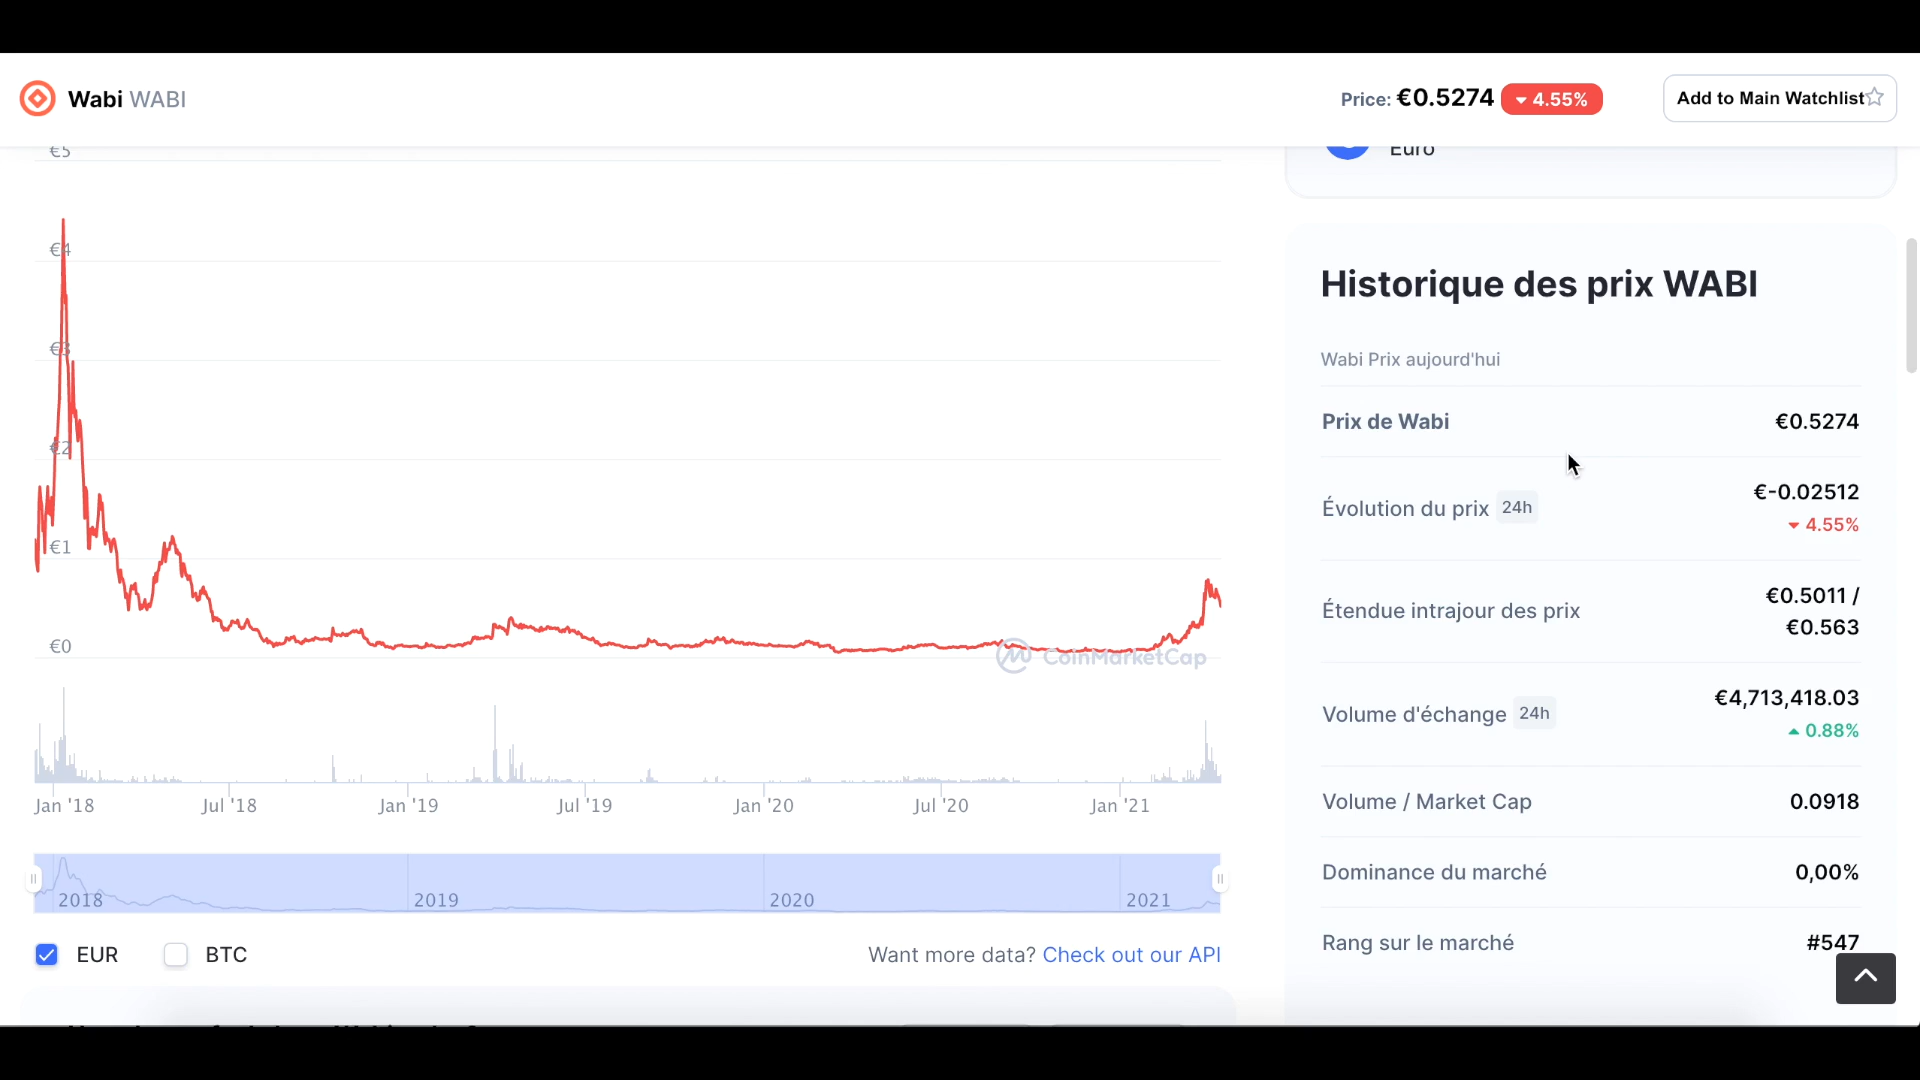 Wabi WABI
Price: €0.5274 4.55%
Add to Main Watchlist
€5
€4
€3
€2
€1
€0
CoinMarketCap
Jan '18 Jul '18 Jan '19 Jul '19 Jan '20 Jul '20 Jan '21
2018 2019 2020 2021
EUR BTC
Want more data? Check out our API
Euro
Historique des prix WABI
Wabi Prix aujourd'hui
Prix de Wabi €0.5274
Évolution du prix 24h €-0.02512
4.55%
Étendue intrajour des prix €0.5011 /
€0.563
Volume d'échange 24h €4,713,418.03
0.88%
Volume / Market Cap 0.0918
Dominance du marché 0,00%
Rang sur le marché #547